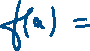 f(a) =